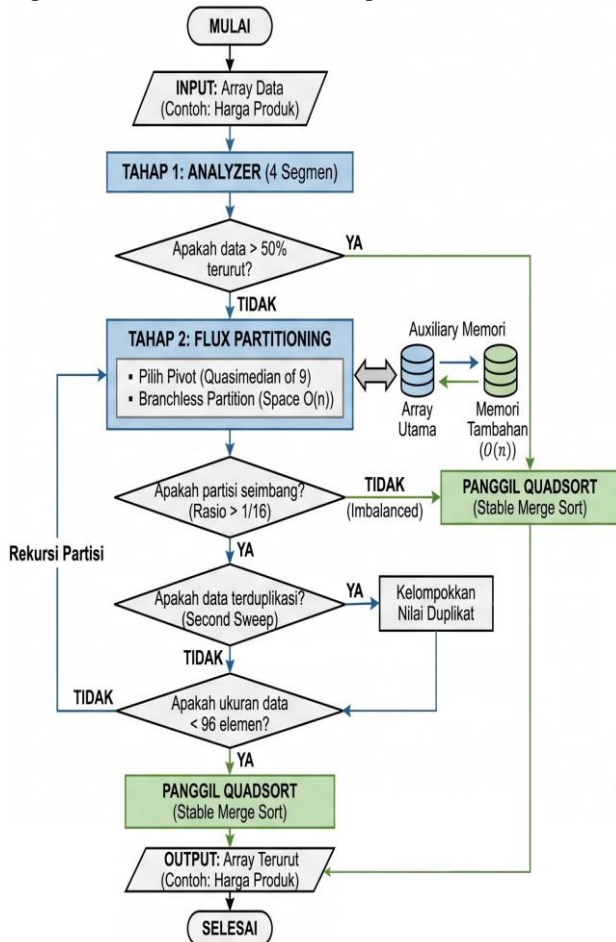 MULAI
INPUT: Array Data
(Contoh: Harga Produk)
TAHAP 1: ANALYZER (4 Segmen)
Apakah data > 50%
terurut?
YA
TIDAK
TAHAP 2: FLUX PARTITIONING
▪ Pilih Pivot (Quasimedian of 9)
▪ Branchless Partition (Space O(n))
Auxiliary Memori
Array
Utama
Memori
Tambahan
(O(n))
Apakah partisi seimbang?
(Rasio > 1/16)
TIDAK
(Imbalanced)
PANGGIL QUADSORT
(Stable Merge Sort)
YA
Rekursi Partisi
Apakah data terduplikasi?
(Second Sweep)
YA
Kelompokkan
Nilai Duplikat
TIDAK
Apakah ukuran data
< 96 elemen?
TIDAK
YA
PANGGIL QUADSORT
(Stable Merge Sort)
OUTPUT: Array Terurut
(Contoh: Harga Produk)
SELESAI